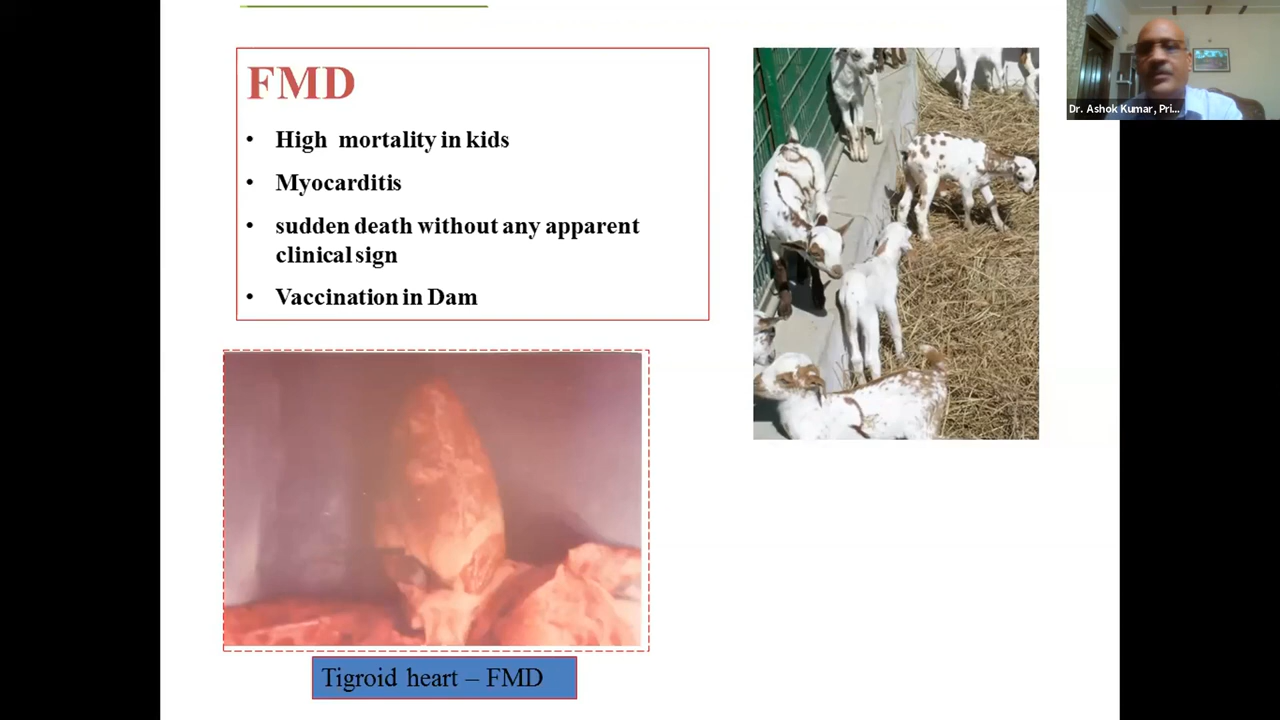 FMD
• High mortality in kids
• Myocarditis
• sudden death without any apparent
clinical sign
• Vaccination in Dam
Tigroid heart – FMD
Dr. Ashok Kumar, Pri...